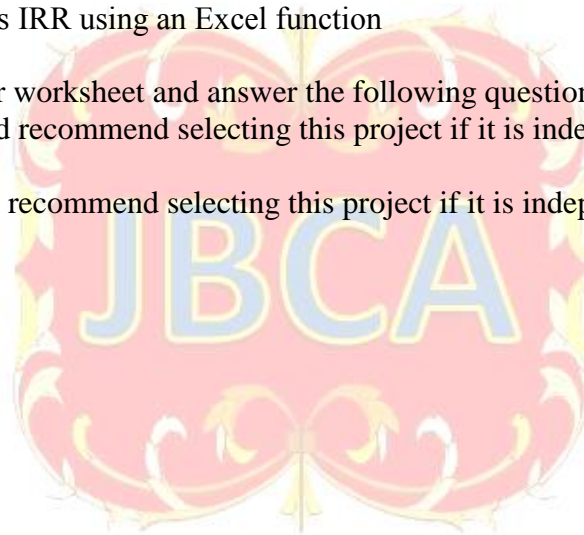 s IRR using an Excel function
r worksheet and answer the following question
d recommend selecting this project if it is inde
recommend selecting this project if it is indep
JBCA